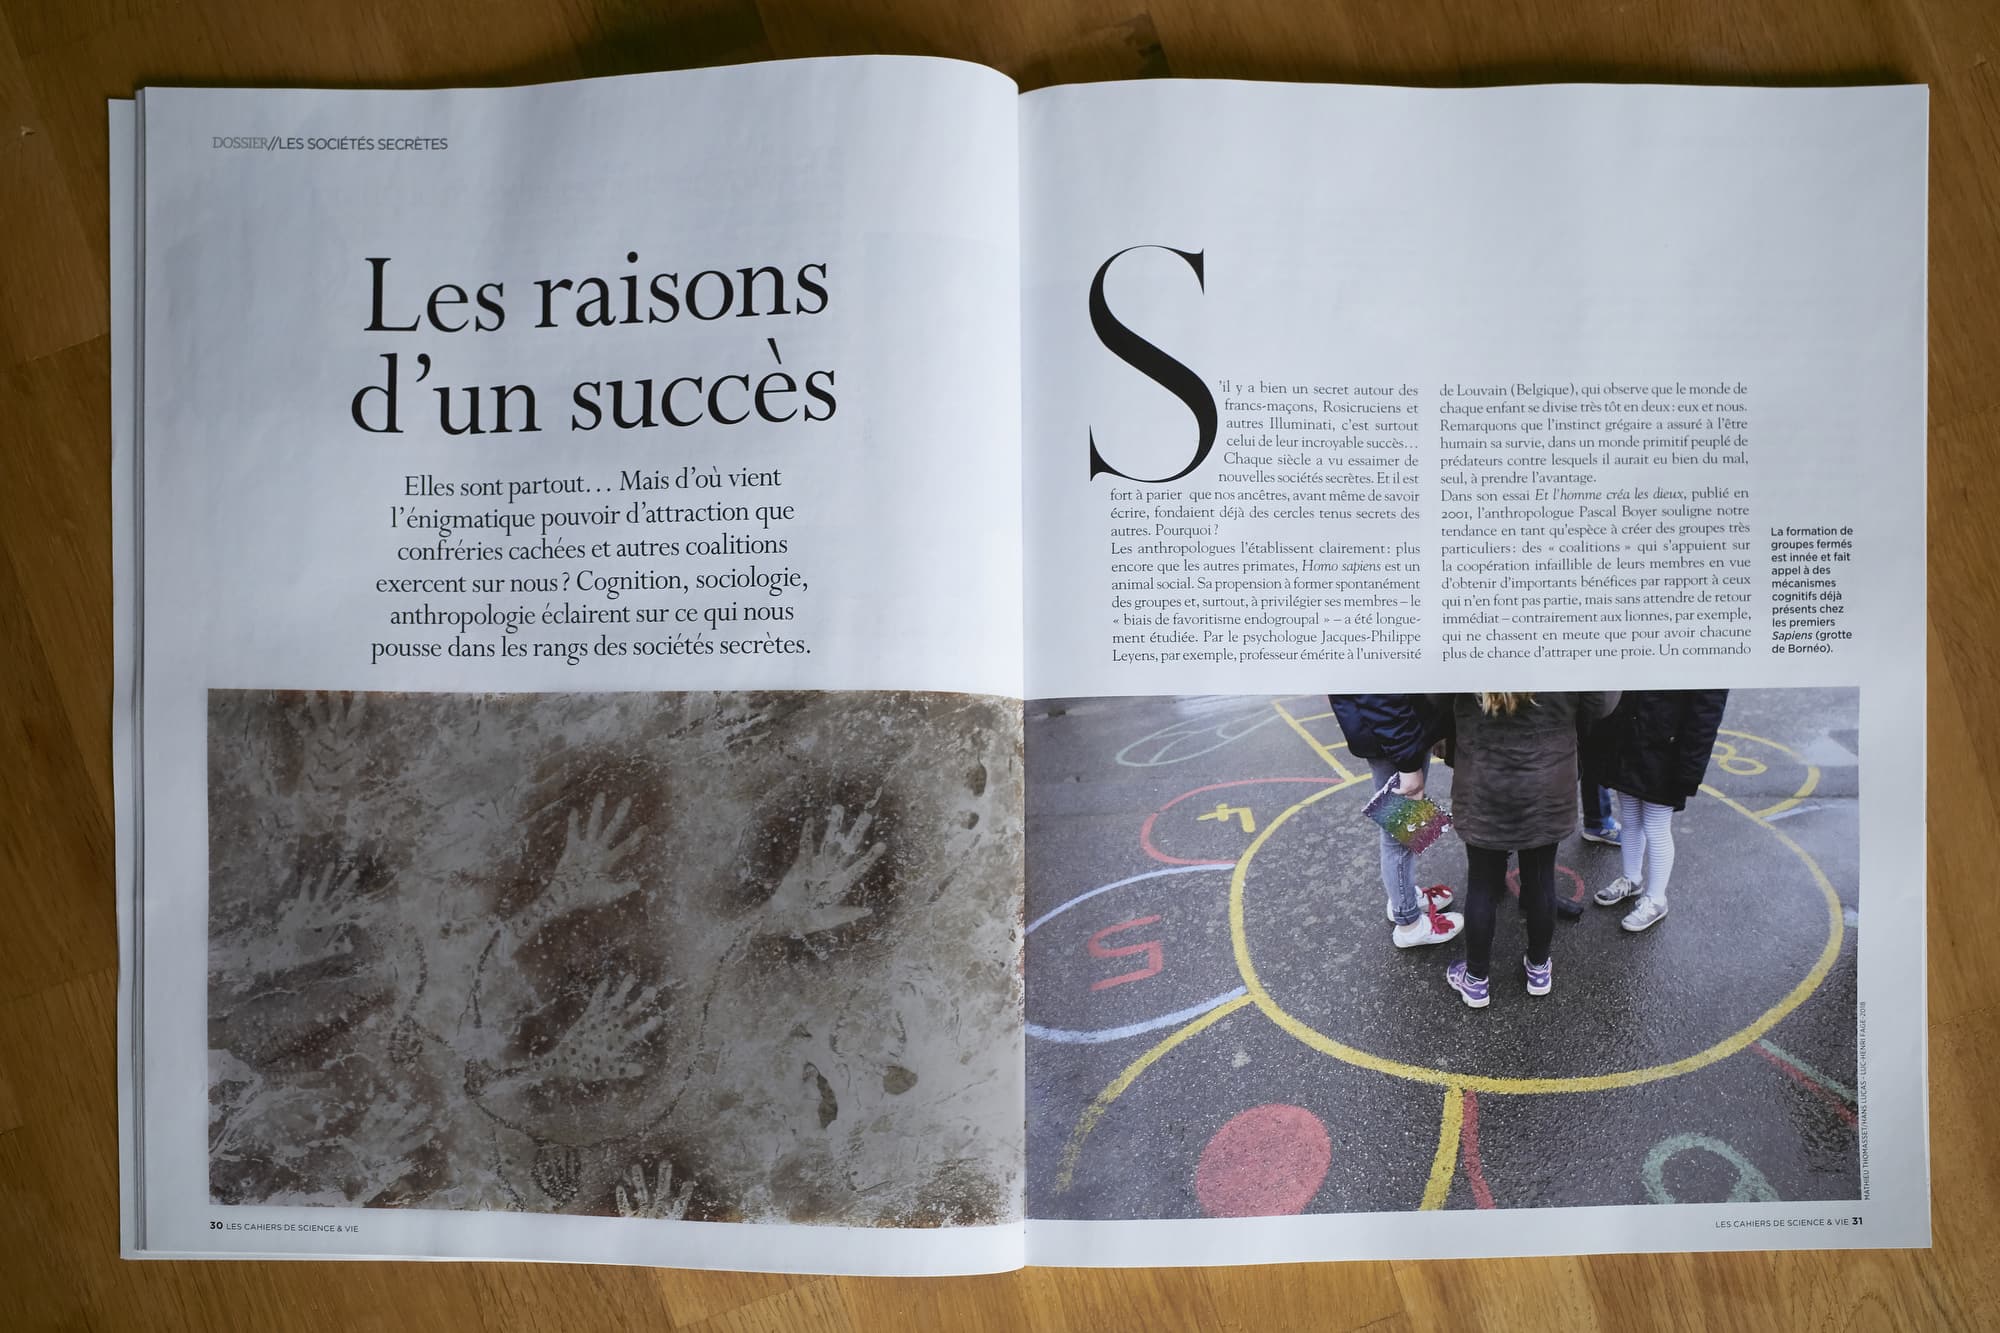 DOSSIER//LES SOCIÉTÉS SECRÈTES
Les raisons
d'un succès
Elles sont partout… Mais d'où vient
l'énigmatique pouvoir d'attraction que
confréries cachées et autres coalitions
exercent sur nous ? Cognition, sociologie,
anthropologie éclairent sur ce qui nous
pousse dans les rangs des sociétés secrètes.
30 LES CAHIERS DE SCIENCE & VIE
S
'il y a bien un secret autour des
francs-maçons, Rosicruciens et
autres Illuminati, c'est surtout
celui de leur incroyable succès…
Chaque siècle a vu essaimer de
nouvelles sociétés secrètes. Et il est
fort à parier que nos ancêtres, avant même de savoir
écrire, fondaient déjà des cercles tenus secrets des
autres. Pourquoi ?
Les anthropologues l'établissent clairement : plus
encore que les autres primates, Homo sapiens est un
animal social. Sa propension à former spontanément
des groupes et, surtout, à privilégier ses membres – le
« biais de favoritisme endogroupal » – a été longue-
ment étudiée. Par le psychologue Jacques-Philippe
Leyens, par exemple, professeur émérite à l'université
de Louvain (Belgique), qui observe que le monde de
chaque enfant se divise très tôt en deux : eux et nous.
Remarquons que l'instinct grégaire a assuré à l'être
humain sa survie, dans un monde primitif peuplé de
prédateurs contre lesquels il aurait eu bien du mal,
seul, à prendre l'avantage.
Dans son essai Et l'homme créa les dieux, publié en
2001, l'anthropologue Pascal Boyer souligne notre
tendance en tant qu'espèce à créer des groupes très
particuliers : des « coalitions » qui s'appuient sur
la coopération infaillible de leurs membres en vue
d'obtenir d'importants bénéfices par rapport à ceux
qui n'en font pas partie, mais sans attendre de retour
immédiat – contrairement aux lionnes, par exemple,
qui ne chassent en meute que pour avoir chacune
plus de chance d'attraper une proie. Un commando
La formation de
groupes fermés
est innée et fait
appel à des
mécanismes
cognitifs déjà
présents chez
les premiers
Sapiens (grotte
de Bornéo).
4
8
5
MATHIEU THOMASSET/HANS LUCAS - LUC-HENRI FAGE-2018
LES CAHIERS DE SCIENCE & VIE 31